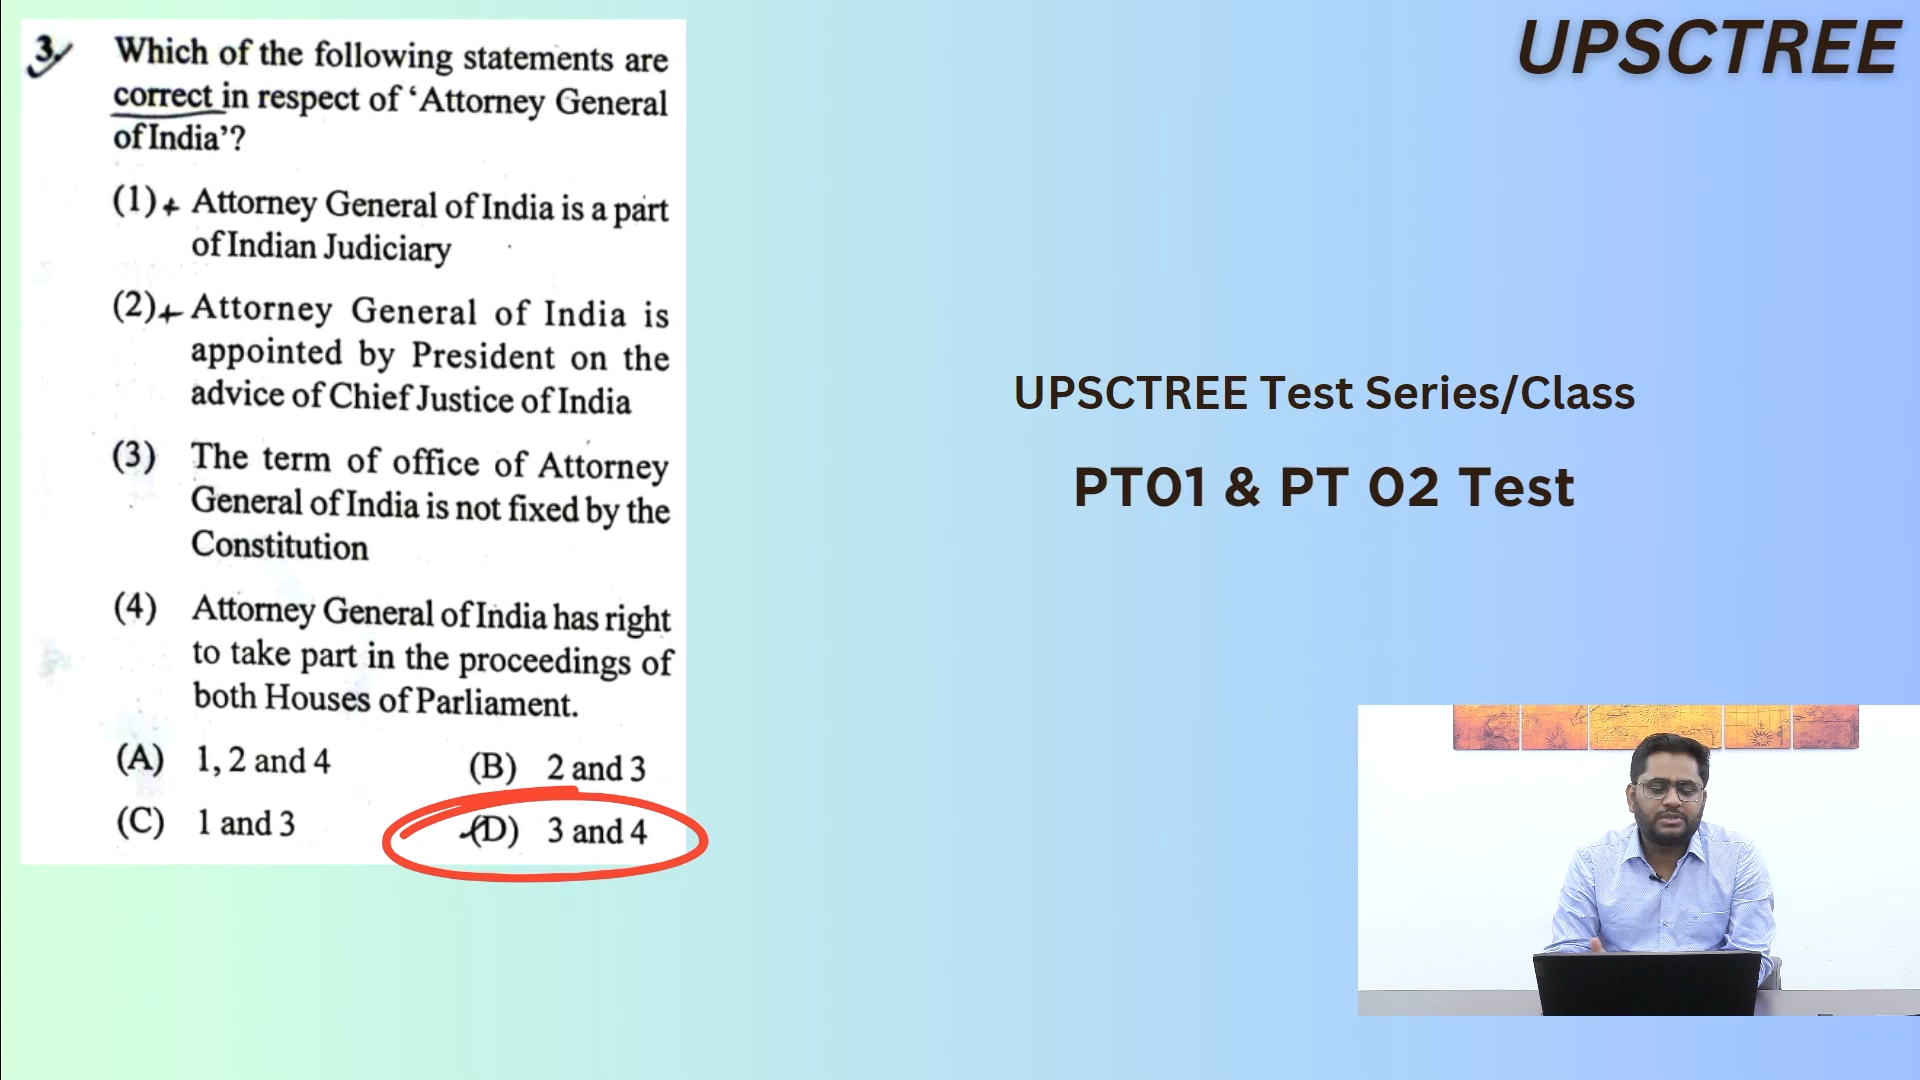 3.
Which of the following statements are
correct in respect of ‘Attorney General
of India’?
(1) Attorney General of India is a part
of Indian Judiciary
(2) Attorney General of India is
appointed by President on the
advice of Chief Justice of India
(3) The term of office of Attorney
General of India is not fixed by the
Constitution
(4) Attorney General of India has right
to take part in the proceedings of
both Houses of Parliament.
(A) 1, 2 and 4 (B) 2 and 3
(C) 1 and 3 (D) 3 and 4
UPSCTREE
UPSCTREE Test Series/Class
PT01 & PT 02 Test